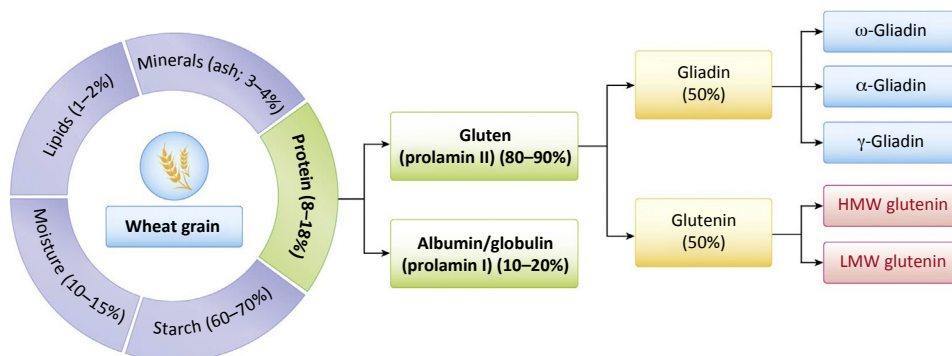 Minerals (ash; 3–4%)
Lipids (1–2%)
Protein (8–18%)
Moisture (10–15%)
Starch (60–70%)
Wheat grain
Gluten
(prolamin II) (80–90%)
Albumin/globulin
(prolamin I) (10–20%)
Gliadin
(50%)
Glutenin
(50%)
ω-Gliadin
α-Gliadin
γ-Gliadin
HMW glutenin
LMW glutenin